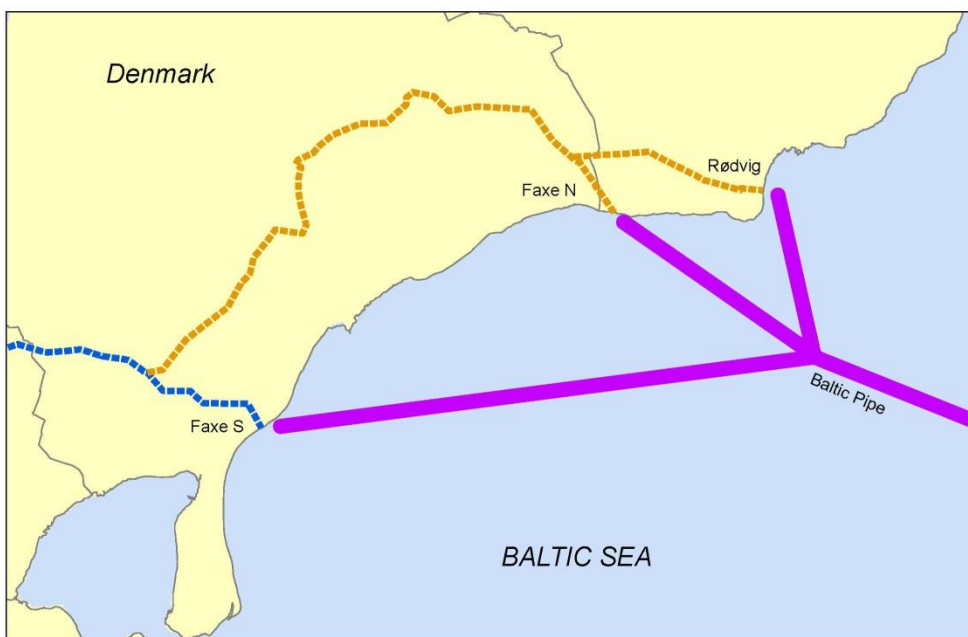 Denmark
Rødvig
Faxe N
Baltic Pipe
Faxe S
BALTIC SEA